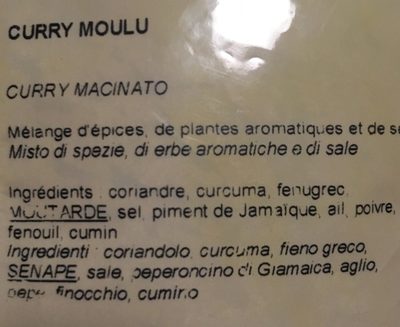 CURRY MOULU
CURRY MACINATO
Mélange d'épices, de plantes aromatiques et de se
Misto di spezie, di erbe aromatiche e di sale
Ingrédients : coriandre, curcuma, fenugrec,
MOUTARDE, sel, piment de Jamaïque, ail, poivre,
fenouil, cumin
Ingredienti : coriandolo, curcuma, fieno greco,
SENAPE, sale, peperoncino di Giamaica, aglio,
pepe, finocchio, cumino